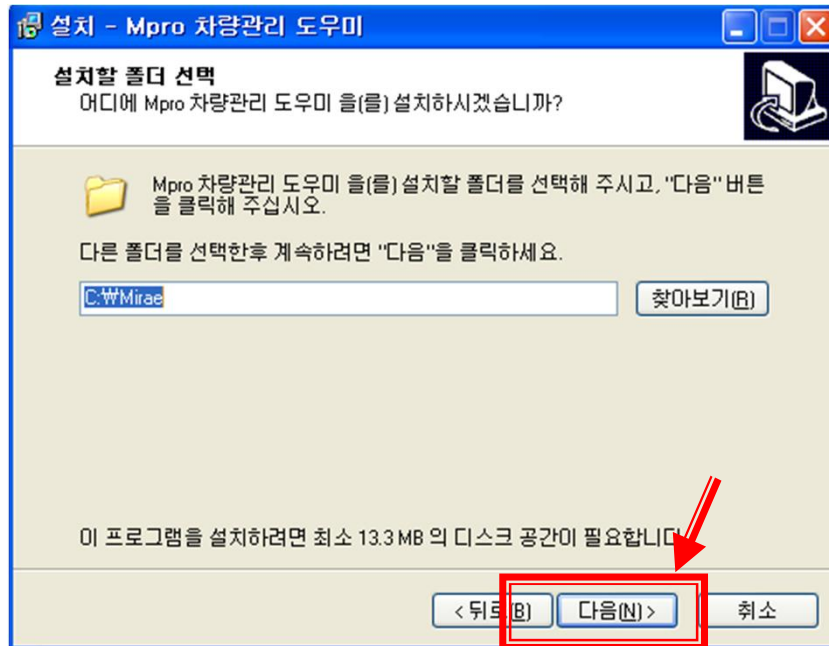 설치 - Mpro 차량관리 도우미
설치할 폴더 선택
어디에 Mpro 차량관리 도우미 을(를) 설치하시겠습니까?
Mpro 차량관리 도우미 을(를) 설치할 폴더를 선택해 주시고, "다음" 버튼
을 클릭해 주십시오.
다른 폴더를 선택한후 계속하려면 "다음"을 클릭하세요.
C:₩Mirae
찾아보기(R)
이 프로그램을 설치하려면 최소 13.3 MB 의 디스크 공간이 필요합니다
< 뒤로(B) 다음(N) > 취소